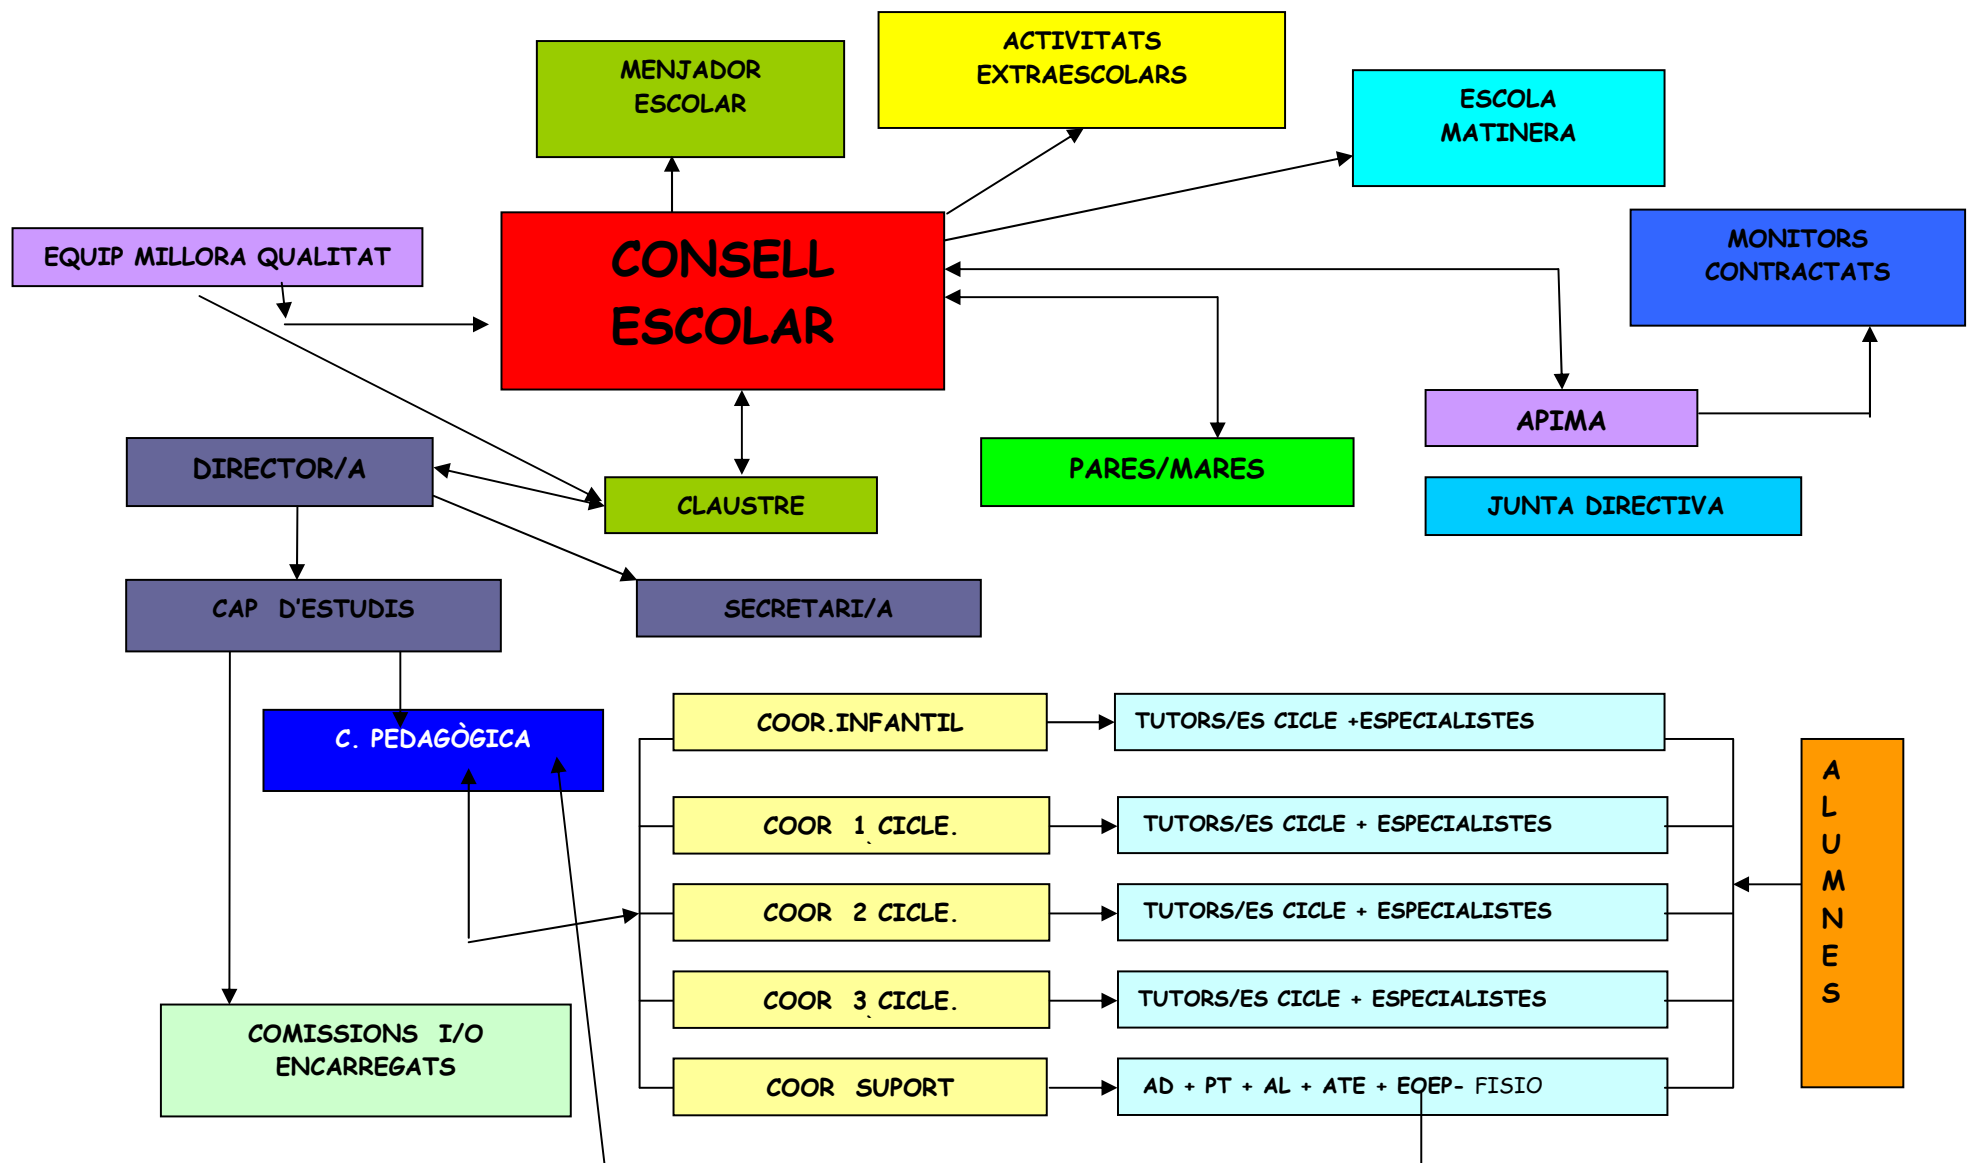 ACTIVITATS
EXTRAESCOLARS
MENJADOR
ESCOLAR
ESCOLA
MATINERA
MONITORS
CONTRACTATS
EQUIP MILLORA QUALITAT
CONSELL
ESCOLAR
APIMA
DIRECTOR/A
PARES/MARES
CLAUSTRE
JUNTA DIRECTIVA
CAP D'ESTUDIS
SECRETARI/A
C. PEDAGÒGICA
COOR.INFANTIL
TUTORS/ES CICLE +ESPECIALISTES
COOR 1 CICLE.
TUTORS/ES CICLE + ESPECIALISTES
COOR 2 CICLE.
TUTORS/ES CICLE + ESPECIALISTES
COOR 3 CICLE.
TUTORS/ES CICLE + ESPECIALISTES
COOR SUPORT
AD + PT + AL + ATE + EOEP- FISIO
A
L
U
M
N
E
S
COMISSIONS I/O
ENCARREGATS